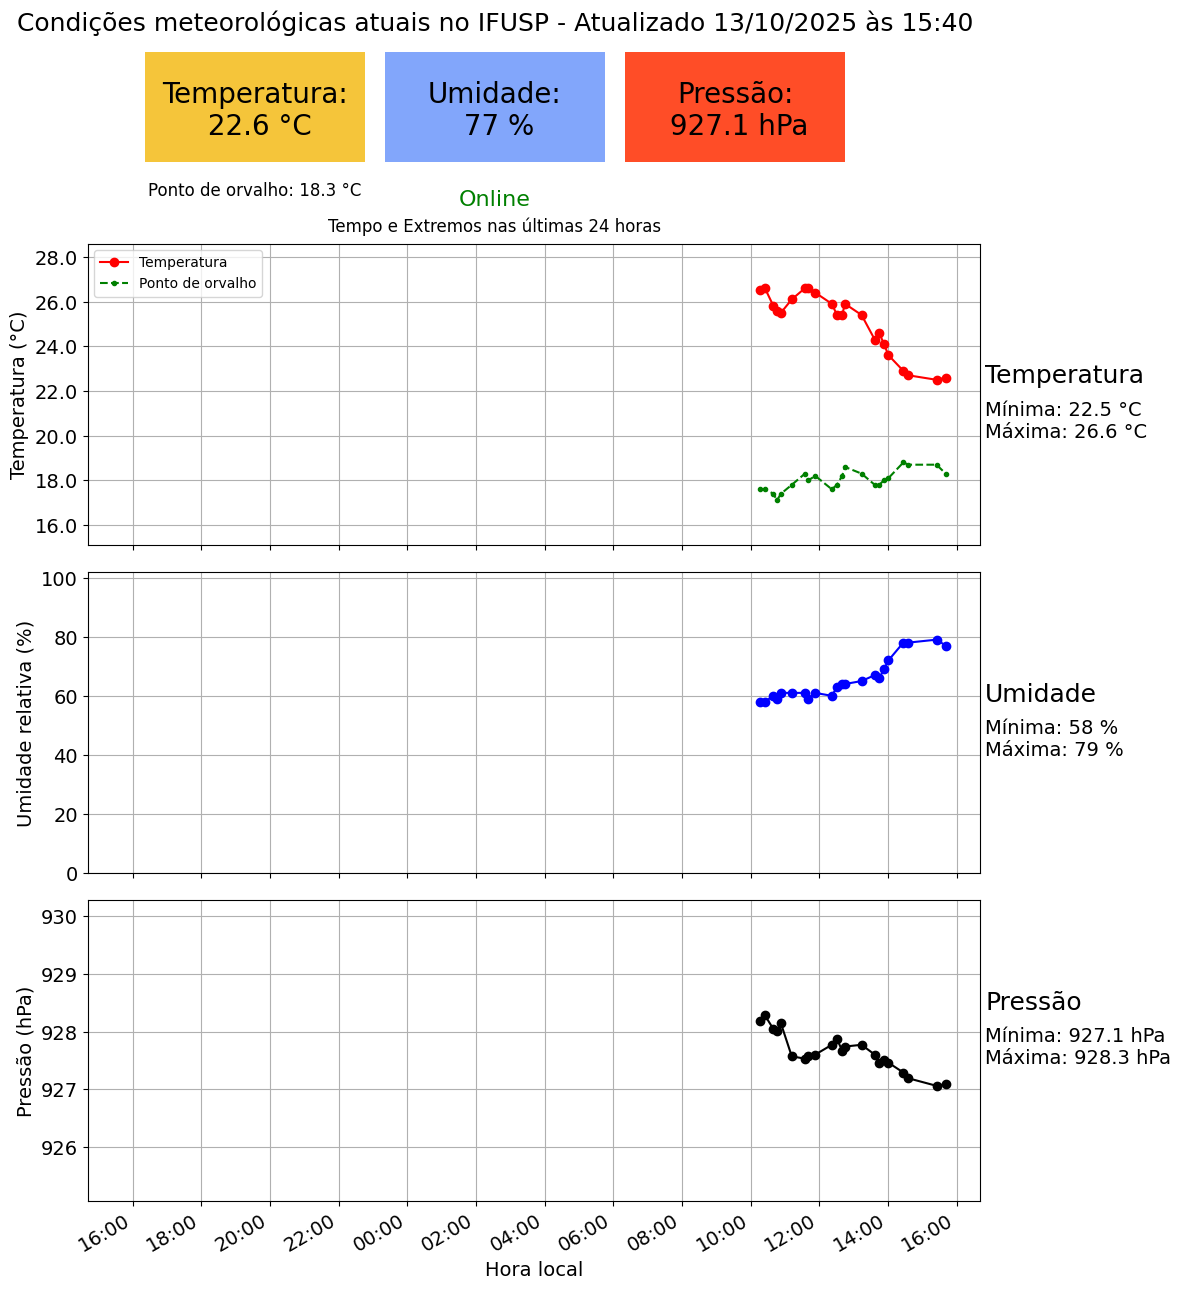 Condições meteorológicas atuais no IFUSP - Atualizado 13/10/2025 às 15:40
Temperatura:
22.6 °C
Umidade:
77 %
Pressão:
927.1 hPa
Ponto de orvalho: 18.3 °C
Online
Tempo e Extremos nas últimas 24 horas
Temperatura
Ponto de orvalho
Temperatura (°C)
28.0
26.0
24.0
22.0
20.0
18.0
16.0
Temperatura
Mínima: 22.5 °C
Máxima: 26.6 °C
Umidade relativa (%)
100
80
60
40
20
0
Umidade
Mínima: 58 %
Máxima: 79 %
Pressão (hPa)
930
929
928
927
926
Pressão
Mínima: 927.1 hPa
Máxima: 928.3 hPa
16:00
18:00
20:00
22:00
00:00
02:00
04:00
06:00
08:00
10:00
12:00
14:00
16:00
Hora local